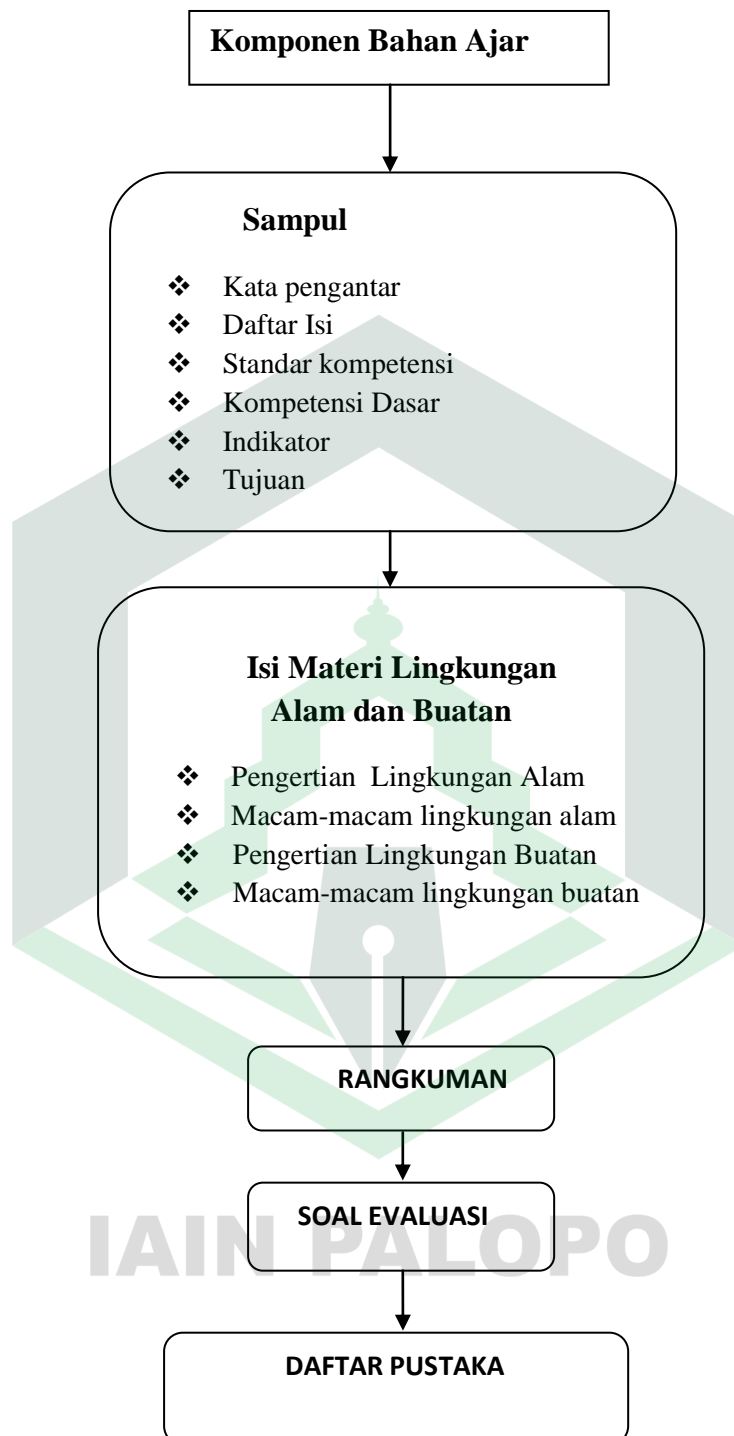 Komponen Bahan Ajar
Sampul
❖ Kata pengantar
❖ Daftar Isi
❖ Standar kompetensi
❖ Kompetensi Dasar
❖ Indikator
❖ Tujuan
Isi Materi Lingkungan
Alam dan Buatan
❖ Pengertian Lingkungan Alam
❖ Macam-macam lingkungan alam
❖ Pengertian Lingkungan Buatan
❖ Macam-macam lingkungan buatan
RANGKUMAN
SOAL EVALUASI
IAIN PALOPO
DAFTAR PUSTAKA